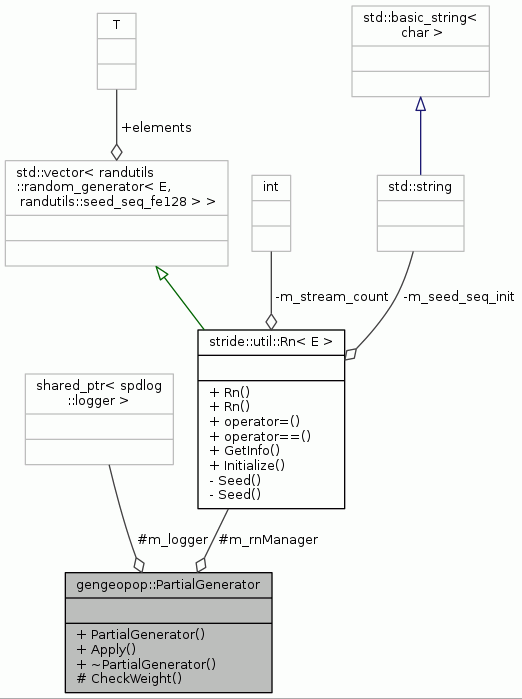 T
std::basic_string<
char >
+elements
std::vector< randutils
::random_generator< E,
randutils::seed_seq_fe128 > >
int
std::string
-m_stream_count
-m_seed_seq_init
stride::util::Rn< E >
+ Rn()
+ Rn()
+ operator=()
+ operator==()
+ GetInfo()
+ Initialize()
- Seed()
- Seed()
shared_ptr< spdlog
::logger >
#m_logger
#m_rnManager
gengeopop::PartialGenerator
+ PartialGenerator()
+ Apply()
+ ~PartialGenerator()
# CheckWeight()